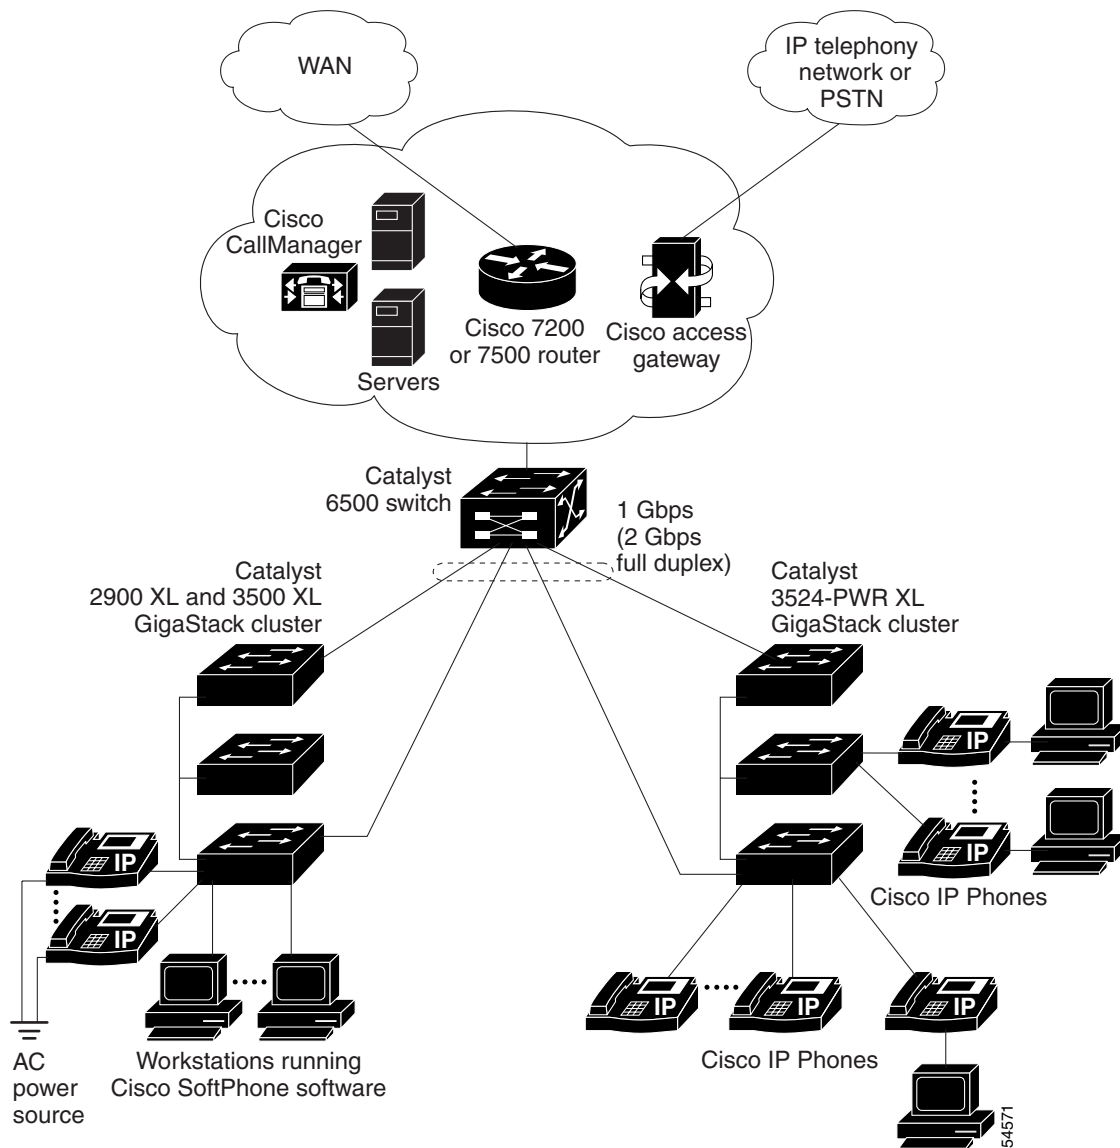 WAN
IP telephony
network or
PSTN
Cisco
CallManager
Servers
Cisco 7200
or 7500 router
Cisco access
gateway
Catalyst
6500 switch
1 Gbps
(2 Gbps
full duplex)
Catalyst
2900 XL and 3500 XL
GigaStack cluster
Catalyst
3524-PWR XL
GigaStack cluster
IP
IP
Cisco IP Phones
IP
IP
AC
power
source
Workstations running
Cisco SoftPhone software
IP
IP
IP
Cisco IP Phones
54571